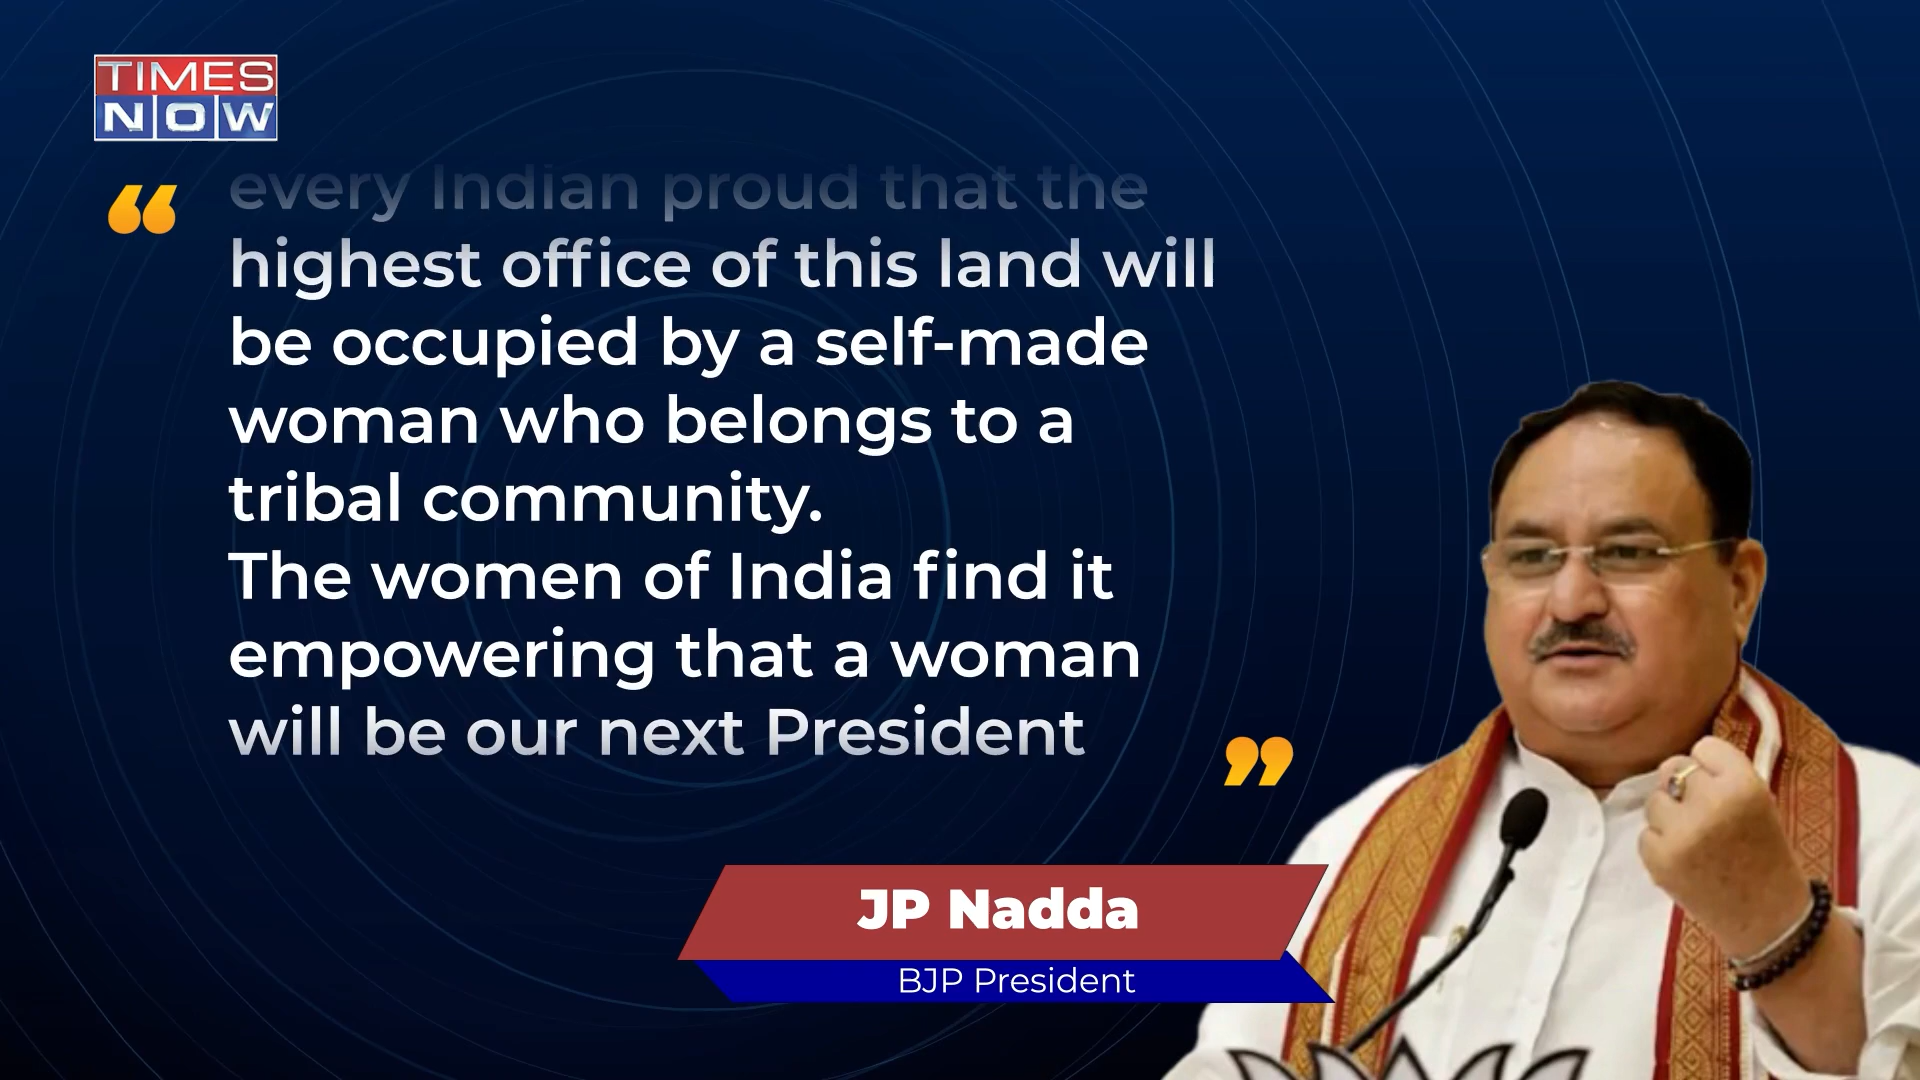 TIMES
NOW
“
every Indian proud that the
highest office of this land will
be occupied by a self-made
woman who belongs to a
tribal community.
The women of India find it
empowering that a woman
will be our next President
”
JP Nadda
BJP President